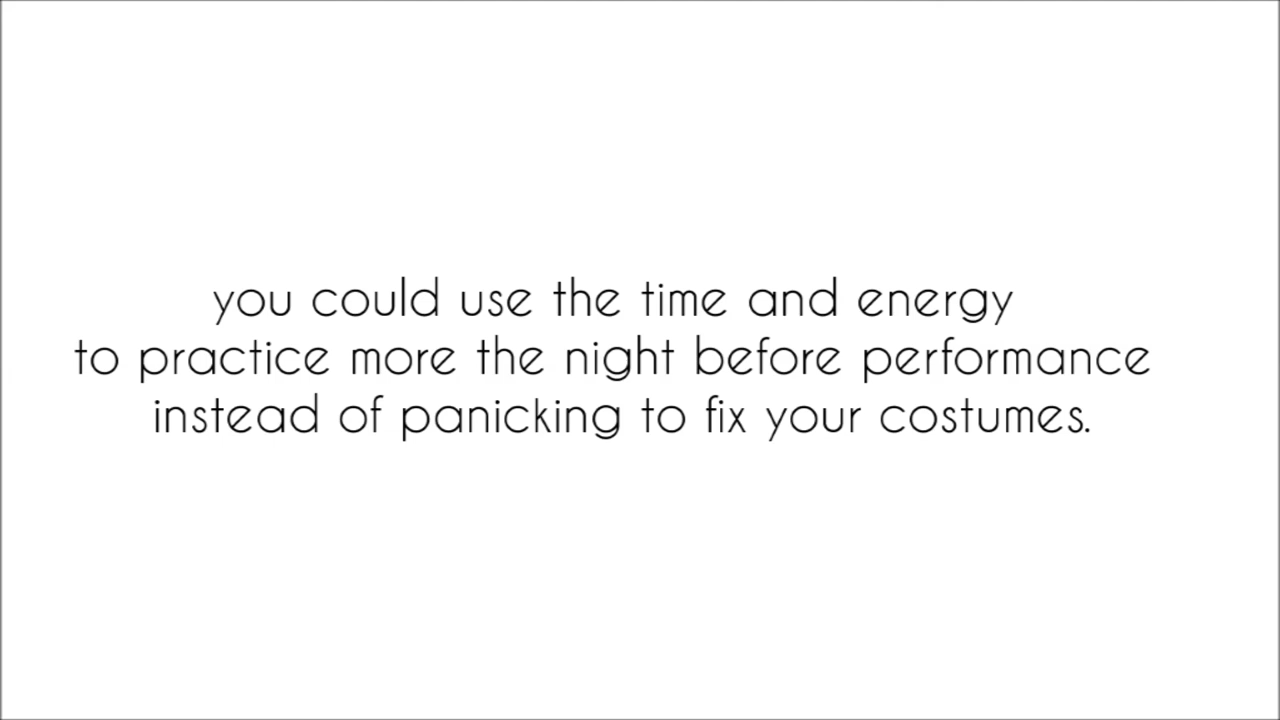 you could use the time and energy
to practice more the night before performance
instead of panicking to fix your costumes.